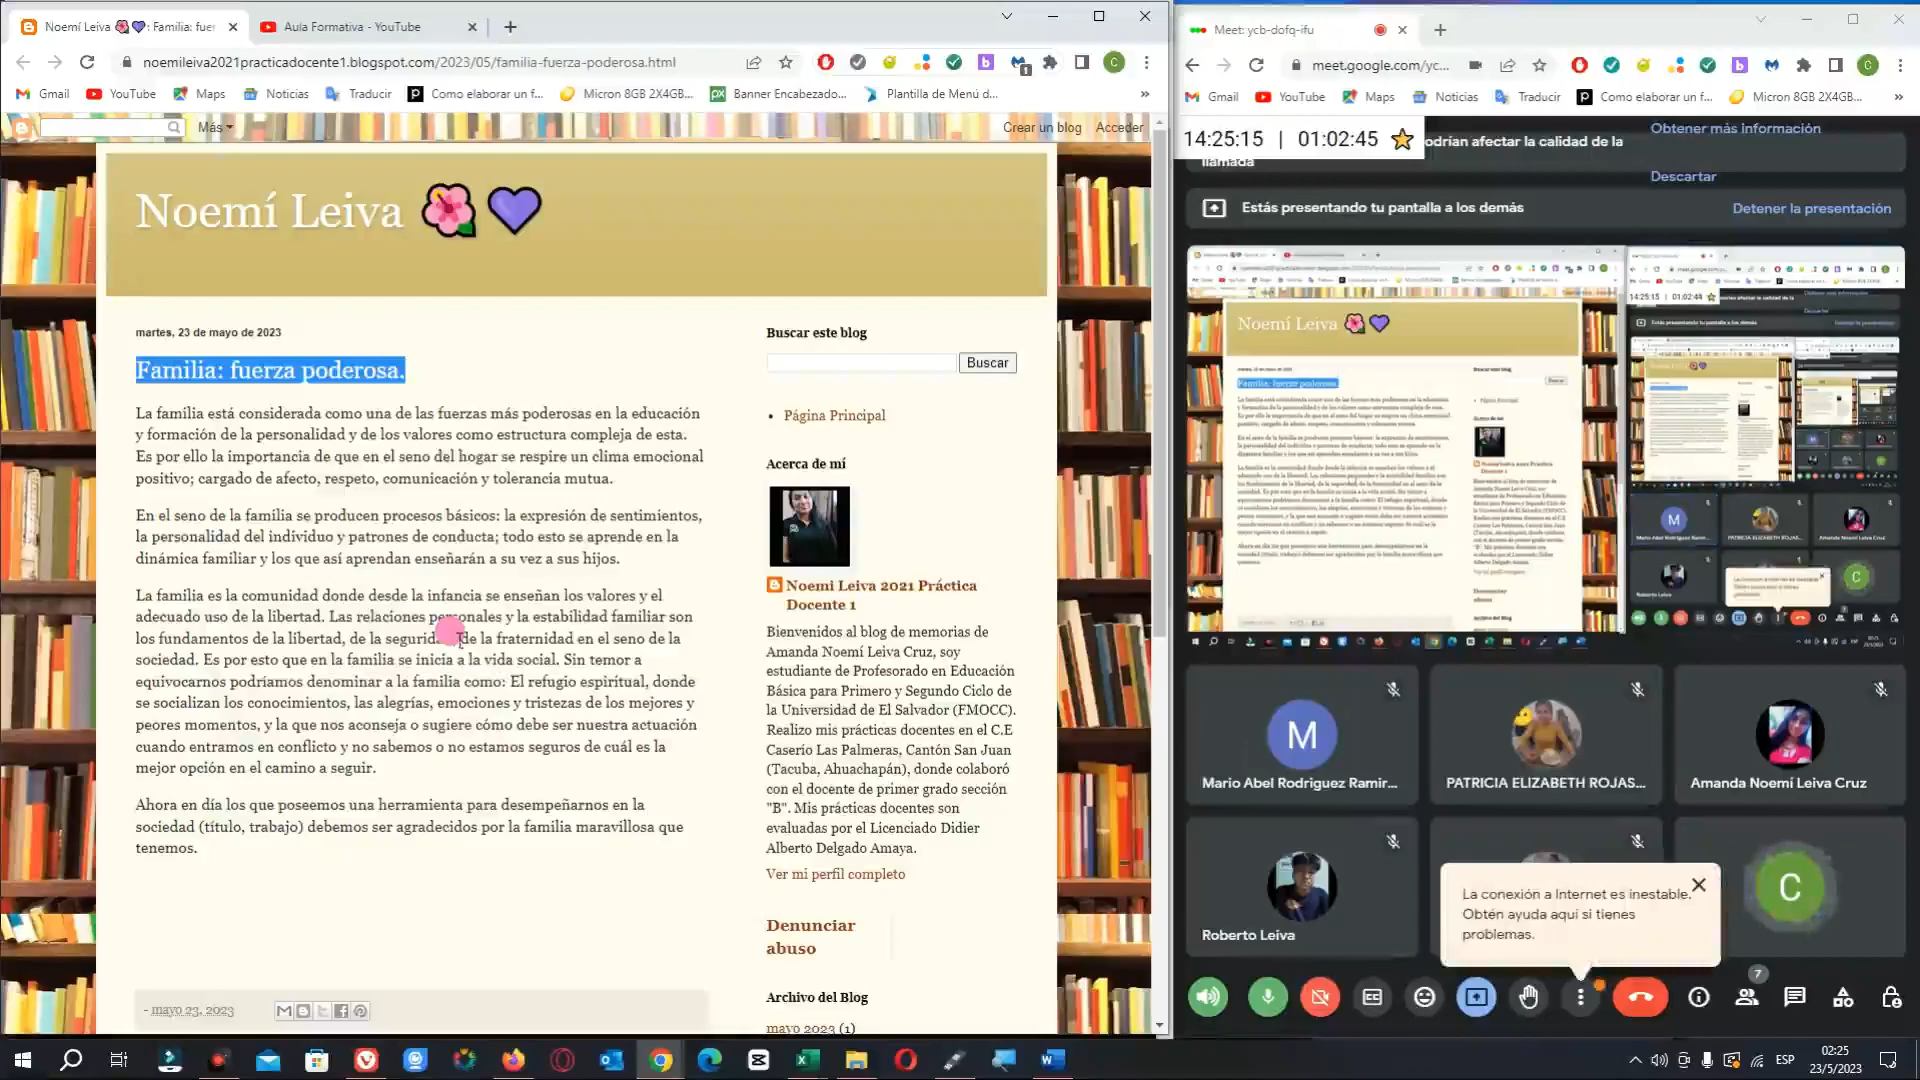 Noemí Leiva 🌺💜: Familia: fuer
Aula Formativa - YouTube
noemileiva2021practicadocente1.blogspot.com/2023/05/familia-fuerza-poderosa.html
Gmail
YouTube
Maps
Noticias
Traducir
Como elaborar un f...
Micron 8GB 2X4GB...
Banner Encabezado...
Plantilla de Menú d...
»
Más
Crear un blog
Acceder
Noemí Leiva 🌺💜
martes, 23 de mayo de 2023
Familia: fuerza poderosa.
La familia está considerada como una de las fuerzas más poderosas en la educación
y formación de la personalidad y de los valores como estructura compleja de esta.
Es por ello la importancia de que en el seno del hogar se respire un clima emocional
positivo; cargado de afecto, respeto, comunicación y tolerancia mutua.
En el seno de la familia se producen procesos básicos: la expresión de sentimientos,
la personalidad del individuo y patrones de conducta; todo esto se aprende en la
dinámica familiar y los que así aprendan enseñarán a su vez a sus hijos.
La familia es la comunidad donde desde la infancia se enseñan los valores y el
adecuado uso de la libertad. Las relaciones personales y la estabilidad familiar son
los fundamentos de la libertad, de la seguridad, de la fraternidad en el seno de la
sociedad. Es por esto que en la familia se inicia a la vida social. Sin temor a
equivocarnos podríamos denominar a la familia como: El refugio espiritual, donde
se socializan los conocimientos, las alegrías, emociones y tristezas de los mejores y
peores momentos, y la que nos aconseja o sugiere cómo debe ser nuestra actuación
cuando entramos en conflicto y no sabemos o no estamos seguros de cuál es la
mejor opción en el camino a seguir.
Ahora en día los que poseemos una herramienta para desempeñarnos en la
sociedad (título, trabajo) debemos ser agradecidos por la familia maravillosa que
tenemos.
- mayo 23, 2023
Buscar este blog
Buscar
Página Principal
Acerca de mí
Noemi Leiva 2021 Práctica
Docente 1
Bienvenidos al blog de memorias de
Amanda Noemí Leiva Cruz, soy
estudiante de Profesorado en Educación
Básica para Primero y Segundo Ciclo de
la Universidad de El Salvador (FMOCC).
Realizo mis prácticas docentes en el C.E
Caserío Las Palmeras, Cantón San Juan
(Tacuba, Ahuachapán), donde colaboró
con el docente de primer grado sección
"B". Mis prácticas docentes son
evaluadas por el Licenciado Didier
Alberto Delgado Amaya.
Ver mi perfil completo
Denunciar
abuso
Archivo del Blog
mayo 2023 (1)
Meet: ycb-dofq-ifu
meet.google.com/yc...
Gmail
YouTube
Maps
Noticias
Traducir
Como elaborar un f...
Micron 8GB 2X4GB...
»
14:25:15 | 01:02:45
odrían afectar la calidad de la
llamada
Obtener más información
Descartar
Estás presentando tu pantalla a los demás
Detener la presentación
M
Mario Abel Rodriguez Ramir...
PATRICIA ELIZABETH ROJAS...
Amanda Noemí Leiva Cruz
Roberto Leiva
C
La conexión a Internet es inestable.
Obtén ayuda aquí si tienes
problemas.
7
ESP
02:25
23/5/2023